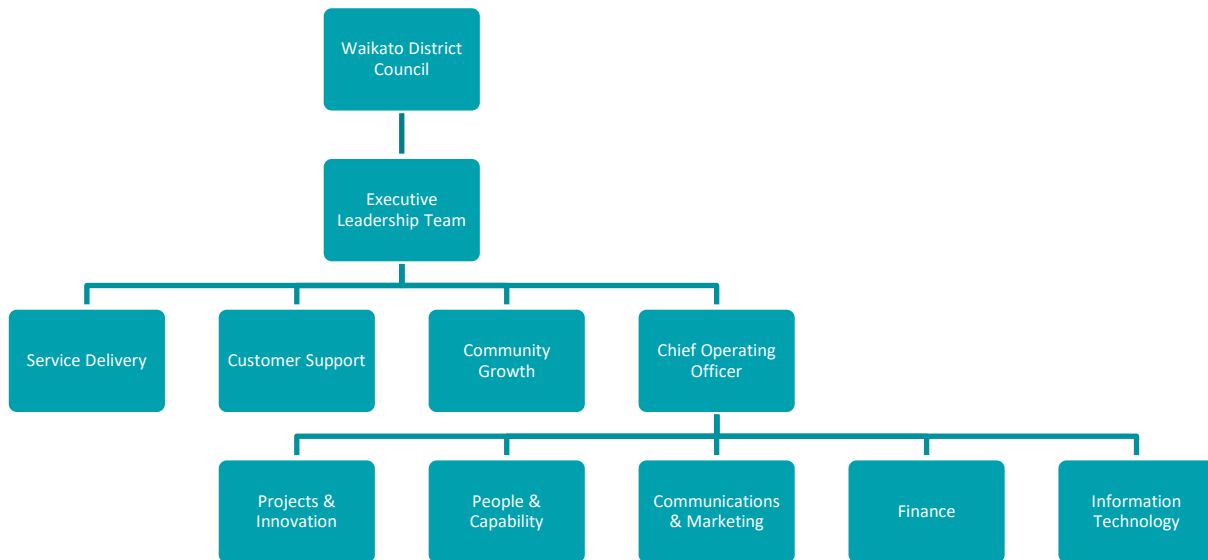 Waikato District
Council
Executive
Leadership Team
Service Delivery
Customer Support
Community
Growth
Chief Operating
Officer
Projects &
Innovation
People &
Capability
Communications
& Marketing
Finance
Information
Technology